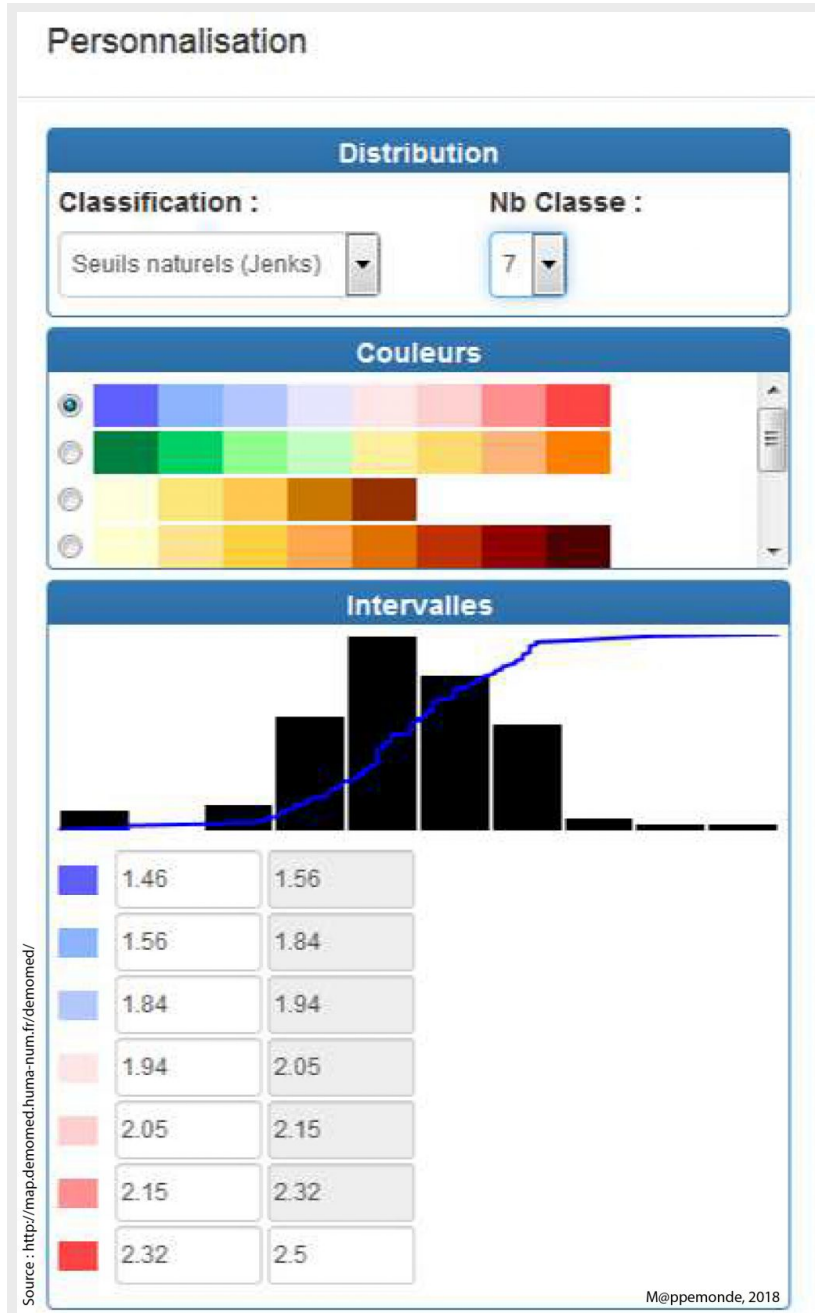 Personnalisation
Distribution
Classification : Nb Classe :
Seuils naturels (Jenks) 7
Couleurs
Intervalles
1.46 1.56
1.56 1.84
1.84 1.94
1.94 2.05
2.05 2.15
2.15 2.32
2.32 2.5
Source : http://map.demomed.huma-num.fr/demomed/
M@ppemonde, 2018